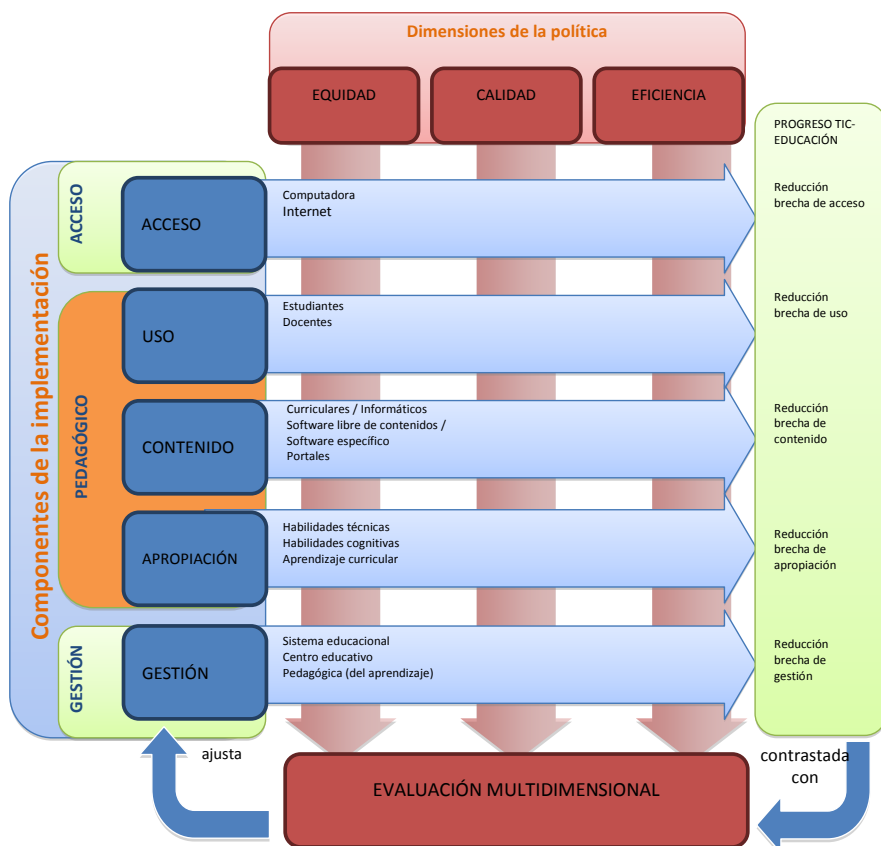 Dimensiones de la política
EQUIDAD
CALIDAD
EFICIENCIA
PROGRESO TIC-
EDUCACIÓN
Componentes de la implementación
ACCESO
ACCESO
Computadora
Internet
Reducción
brecha de acceso
PEDAGÓGICO
USO
Estudiantes
Docentes
Reducción
brecha de uso
CONTENIDO
Curriculares / Informáticos
Software libre de contenidos /
Software específico
Portales
Reducción
brecha de
contenido
APROPIACIÓN
Habilidades técnicas
Habilidades cognitivas
Aprendizaje curricular
Reducción
brecha de
apropiación
GESTIÓN
GESTIÓN
Sistema educacional
Centro educativo
Pedagógica (del aprendizaje)
Reducción
brecha de
gestión
ajusta
EVALUACIÓN MULTIDIMENSIONAL
contrastada
con